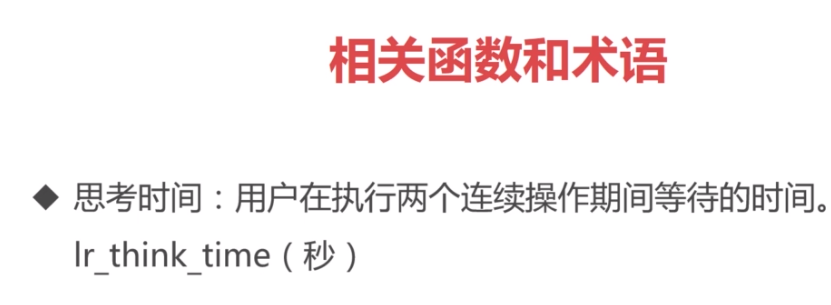 相关函数和术语
◆ 思考时间：用户在执行两个连续操作期间等待的时间。
lr_think_time（秒）